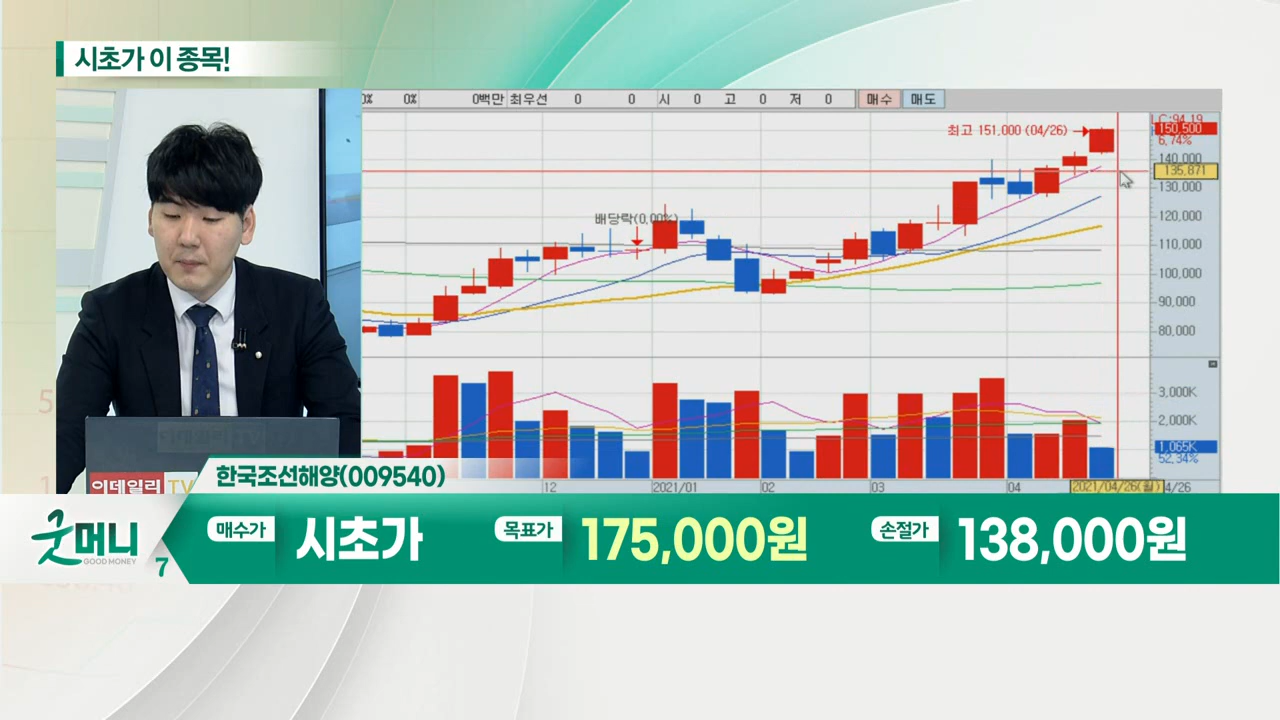 시초가 이 종목!
0% 0% 0백만 최우선 0 0 시 0 고 0 저 0 매수 매도
최고 151,000 (04/26)
LC:94.19
150,500
6.74%
140,000
135,871
130,000
배당락(0.00%)
120,000
110,000
100,000
90,000
80,000
3,000K
2,000K
1,065K
52.34%
12 2021/01 02 03 04 2021/04/26(월) 4/26
이데일리 TV
한국조선해양(009540)
굿머니
GOOD MONEY
7
매수가 시초가 목표가 175,000원 손절가 138,000원